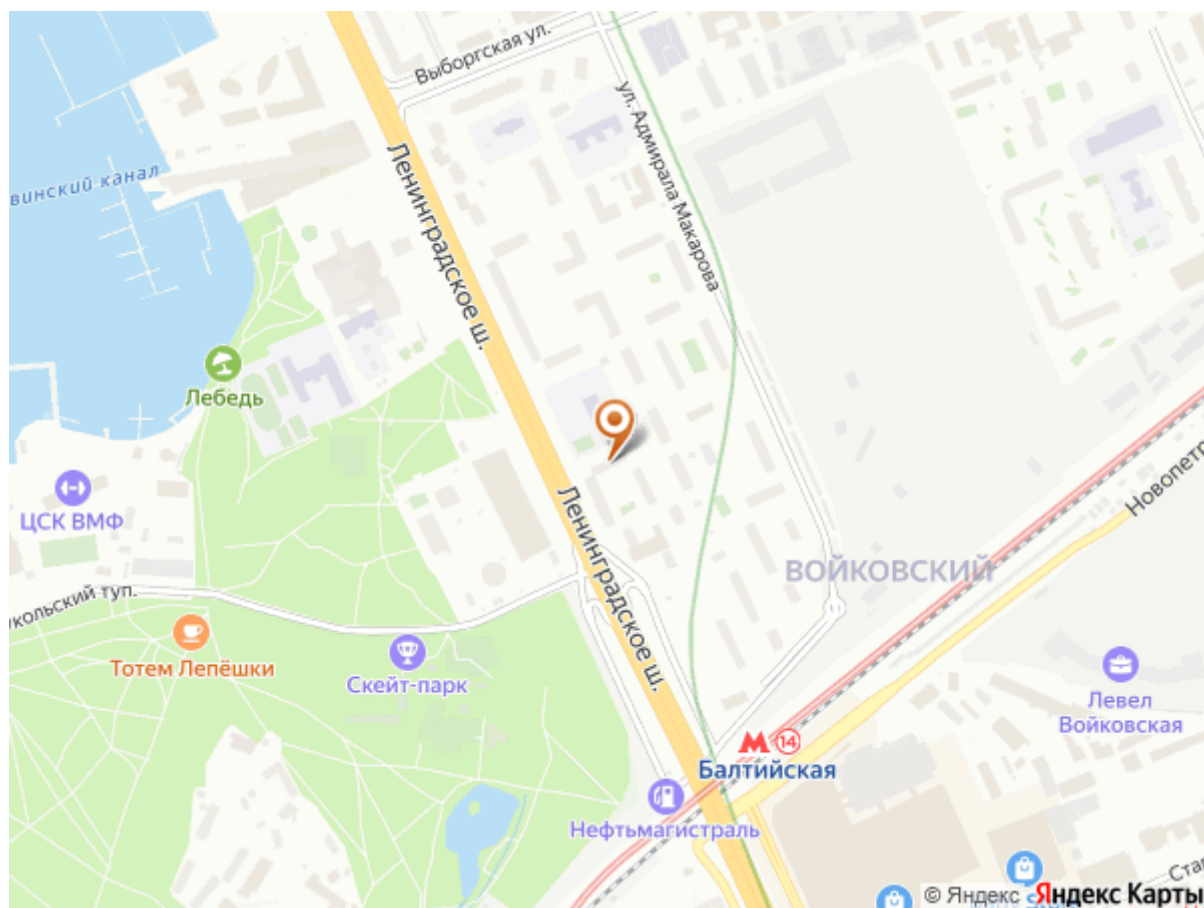 Выборгская ул.
ул. Адмирала Макарова
Ленинградское ш.
винский канал
Лебедь
ЦСК ВМФ
Ленинградское ш.
Новопетр
ВОЙКОВСКИЙ
кольский туп.
Тотем Лепёшки
Скейт-парк
Левел
Войковская
М 14
Балтийская
Нефтьмагистраль
Ста
© Яндекс Яндекс Карты